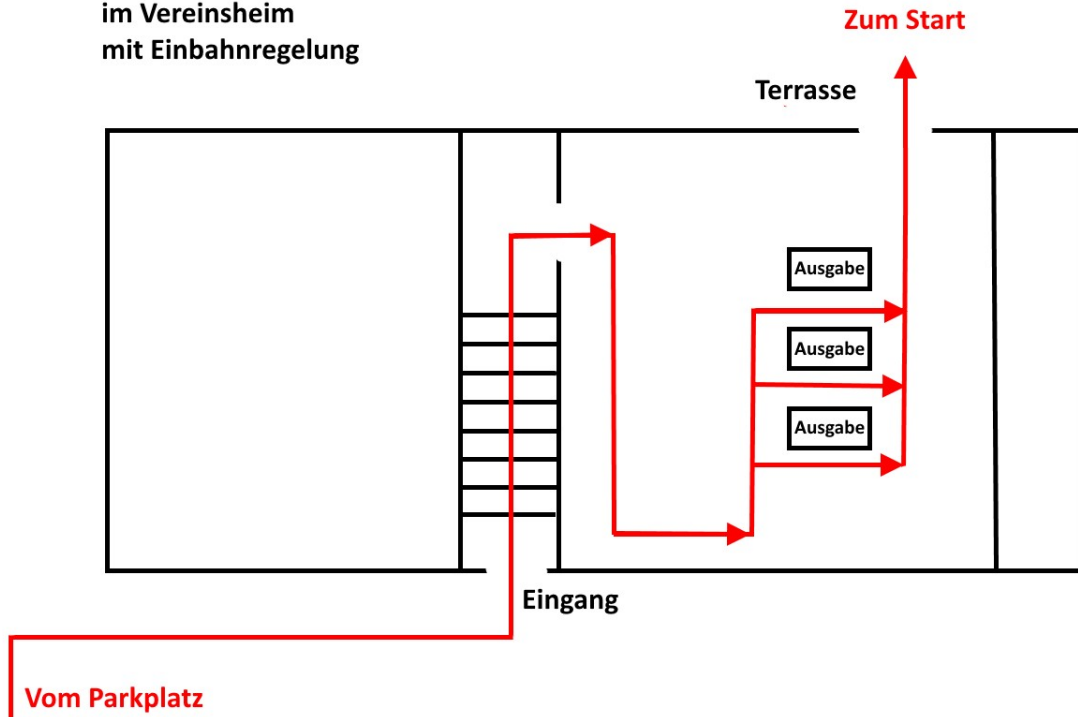 im Vereinsheim
mit Einbahnregelung
Zum Start
Terrasse
Ausgabe
Ausgabe
Ausgabe
Eingang
Vom Parkplatz